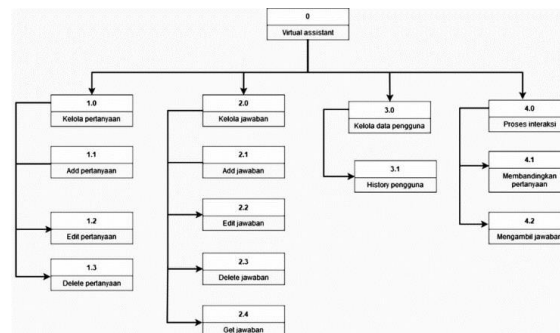 0
Virtual assistant
1.0
Kelola pertanyaan
1.1
Add pertanyaan
1.2
Edit pertanyaan
1.3
Delete pertanyaan
2.0
Kelola jawaban
2.1
Add jawaban
2.2
Edit jawaban
2.3
Delete jawaban
2.4
Get jawaban
3.0
Kelola data pengguna
3.1
History pengguna
4.0
Proses interaksi
4.1
Membandingkan
pertanyaan
4.2
Mengambil jawaban